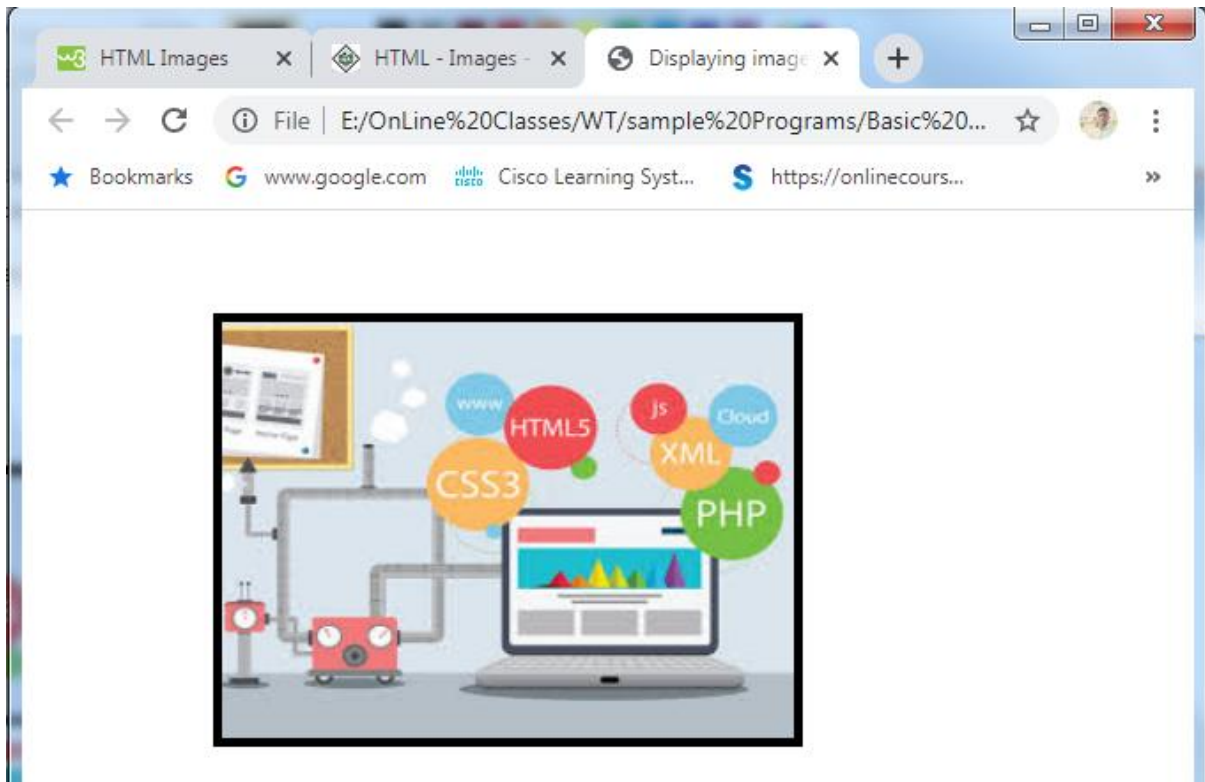 HTML Images
HTML - Images -
Displaying image
File | E:/OnLine%20Classes/WT/sample%20Programs/Basic%20...
Bookmarks
www.google.com
cisco
Cisco Learning Syst...
https://onlinecours...
www
HTML5
CSS3
js
Cloud
XML
PHP